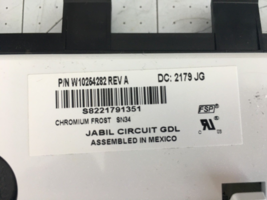 P/N W10264282 REV A DC: 2179 JG
S8221791351
CHROMIUM FROST SN34
JABIL CIRCUIT GDL
ASSEMBLED IN MEXICO